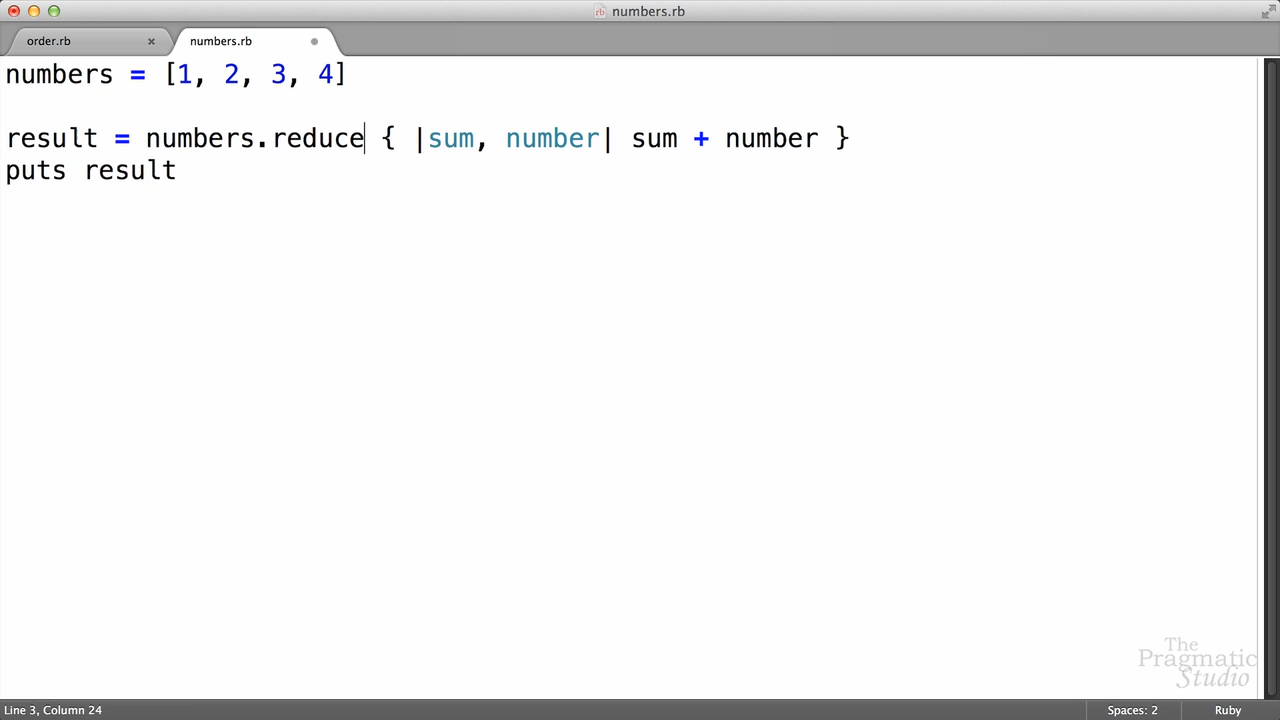 numbers.rb
order.rb
numbers.rb
numbers = [1, 2, 3, 4]
result = numbers.reduce { |sum, number| sum + number }
puts result
The
Pragmatic
Studio
Line 3, Column 24
Spaces: 2
Ruby